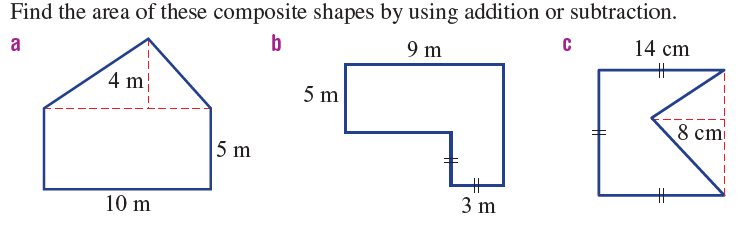 Find the area of these composite shapes by using addition or subtraction.
a
4 m
5 m
10 m
b
9 m
5 m
3 m
c
14 cm
8 cm